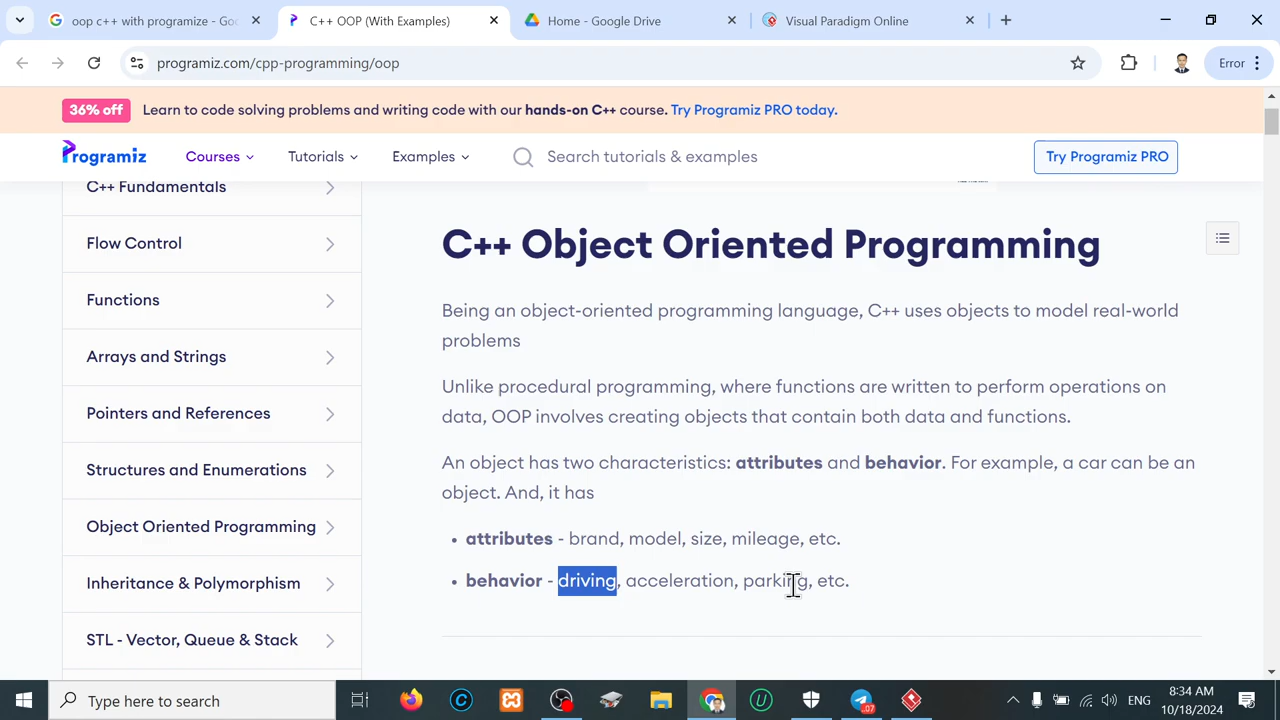 oop c++ with programize - Goo
C++ OOP (With Examples)
Home - Google Drive
Visual Paradigm Online
programiz.com/cpp-programming/oop
Error
36% off
Learn to code solving problems and writing code with our hands-on C++ course. Try Programiz PRO today.
Programiz
Courses
Tutorials
Examples
Search tutorials & examples
Try Programiz PRO
C++ Fundamentals
Flow Control
Functions
Arrays and Strings
Pointers and References
Structures and Enumerations
Object Oriented Programming
Inheritance & Polymorphism
STL - Vector, Queue & Stack
C++ Object Oriented Programming
Being an object-oriented programming language, C++ uses objects to model real-world
problems
Unlike procedural programming, where functions are written to perform operations on
data, OOP involves creating objects that contain both data and functions.
An object has two characteristics: attributes and behavior. For example, a car can be an
object. And, it has
• attributes - brand, model, size, mileage, etc.
• behavior - driving, acceleration, parking, etc.
Type here to search
ENG
8:34 AM
10/18/2024